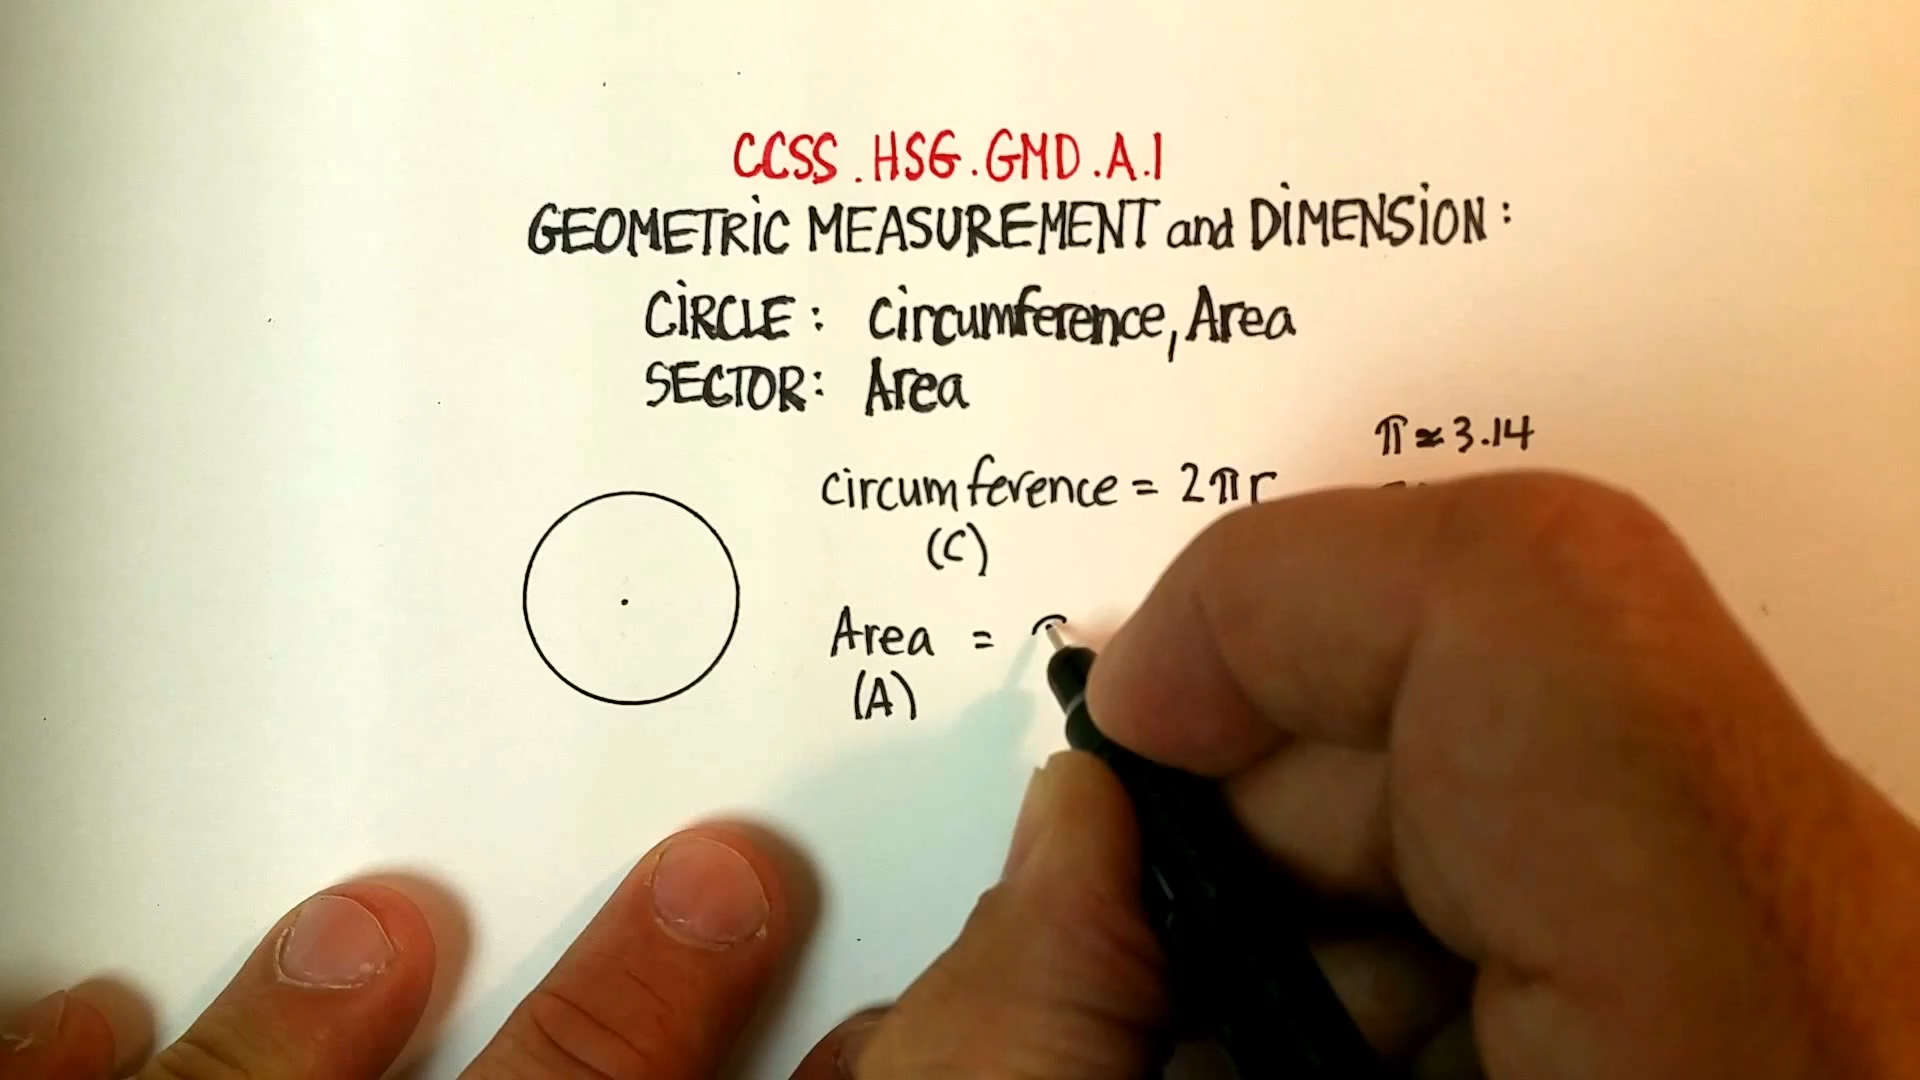 CCSS.HSG.GMD.A.1
GEOMETRIC MEASUREMENT and DIMENSION:
CIRCLE: Circumference, Area
SECTOR: Area
π ≈ 3.14
circumference = 2πr
(C)
Area =
(A)